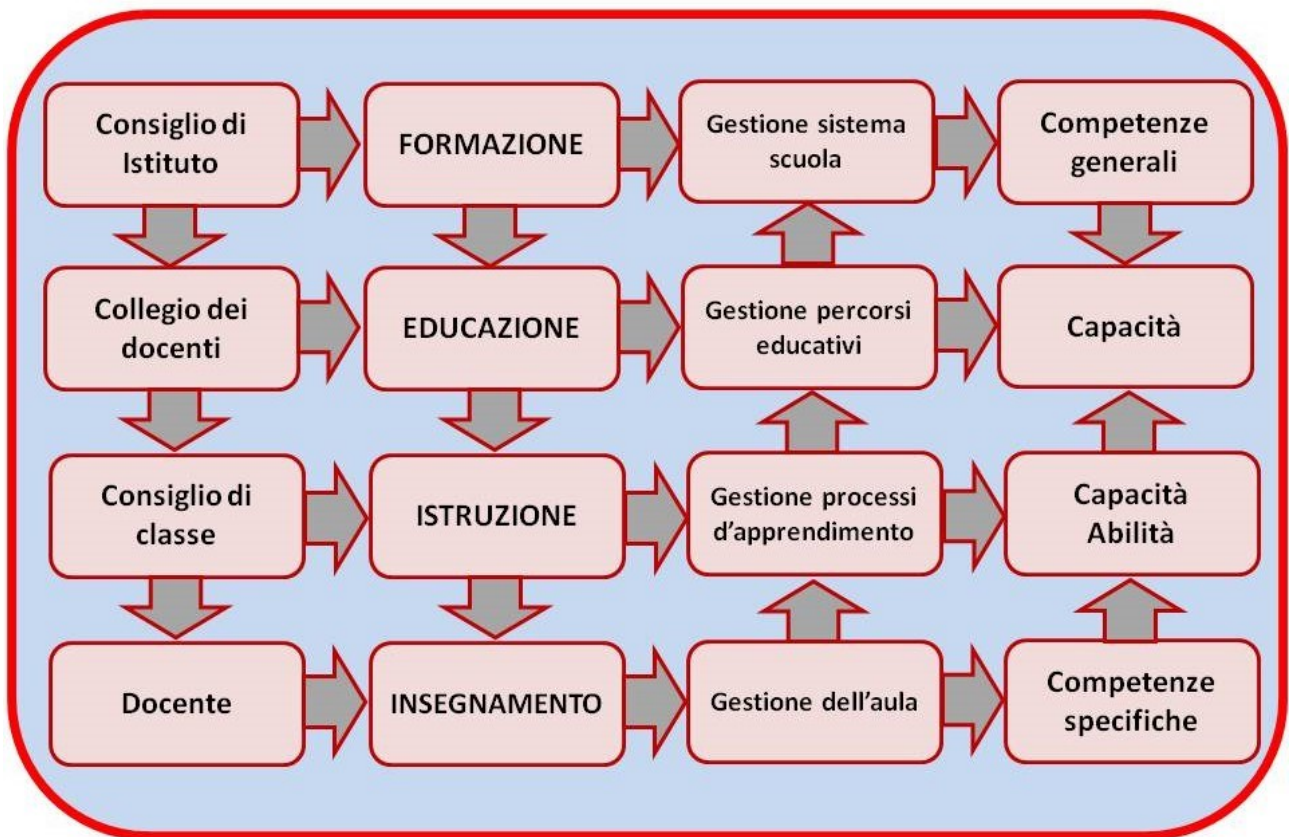 Consiglio di
Istituto
FORMAZIONE
Gestione sistema
scuola
Competenze
generali
Collegio dei
docenti
EDUCAZIONE
Gestione percorsi
educativi
Capacità
Consiglio di
classe
ISTRUZIONE
Gestione processi
d’apprendimento
Capacità
Abilità
Docente
INSEGNAMENTO
Gestione dell’aula
Competenze
specifiche